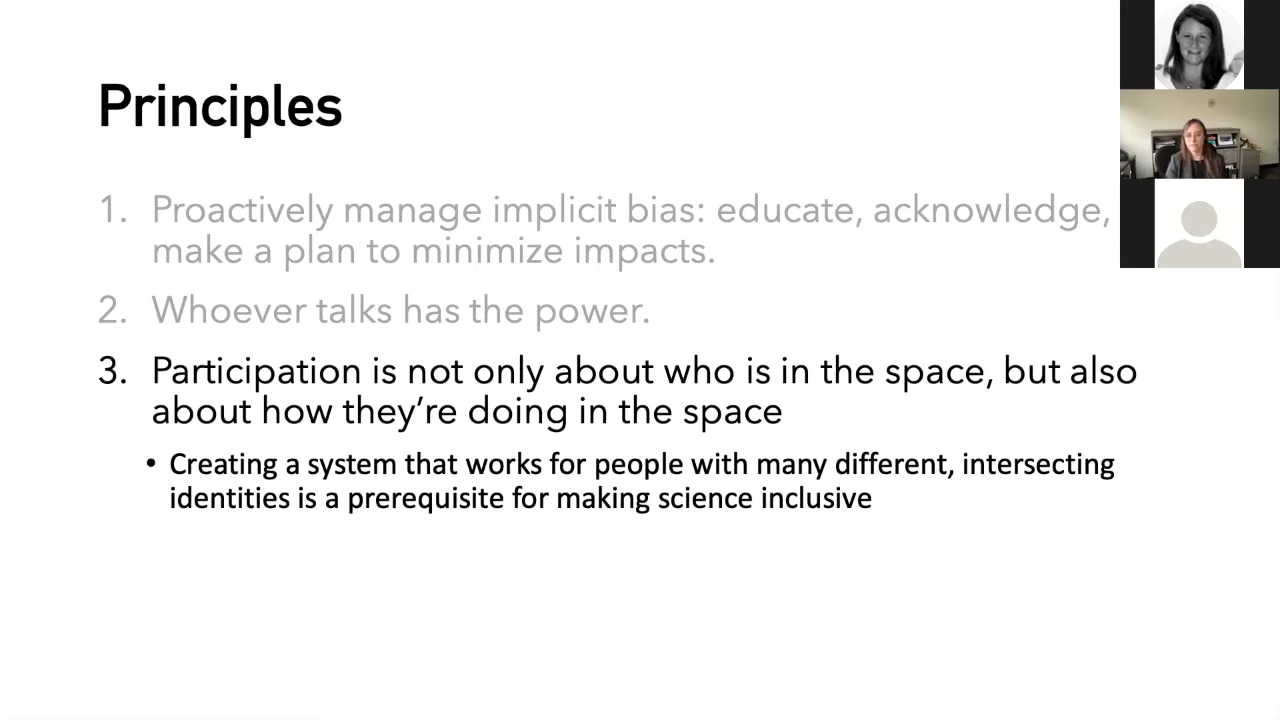 Principles
1. Proactively manage implicit bias: educate, acknowledge,
make a plan to minimize impacts.
2. Whoever talks has the power.
3. Participation is not only about who is in the space, but also
about how they’re doing in the space
• Creating a system that works for people with many different, intersecting
identities is a prerequisite for making science inclusive